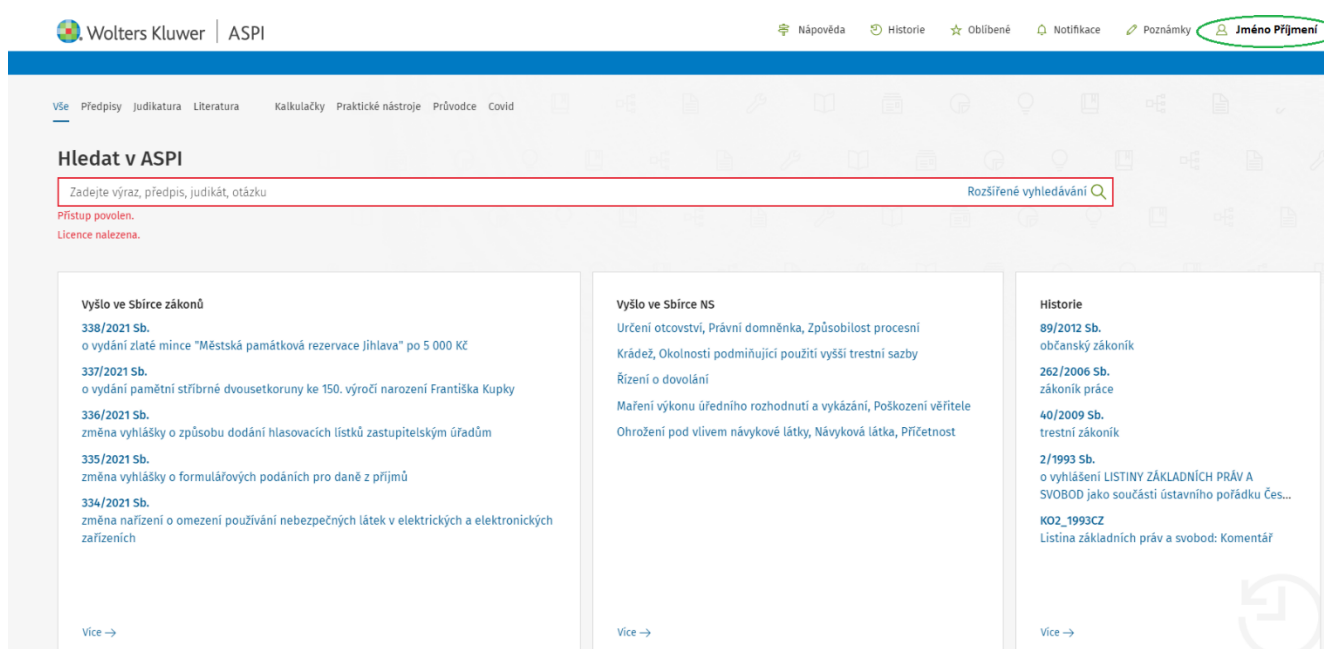 Wolters Kluwer | ASPI
Nápověda Historie Oblíbené Notifikace Poznámky Jméno Příjmení
Vše Předpisy Judikatura Literatura Kalkulačky Praktické nástroje Průvodce Covid
Hledat v ASPI
Zadejte výraz, předpis, judikát, otázku Rozšířené vyhledávání
Přístup povolen.
Licence nalezena.
Vyšlo ve Sbírce zákonů
338/2021 Sb.
o vydání zlaté mince "Městská památková rezervace Jihlava" po 5 000 Kč
337/2021 Sb.
o vydání pamětní stříbrné dvousetkoruny ke 150. výročí narození Františka Kupky
336/2021 Sb.
změna vyhlášky o způsobu dodání hlasovacích lístků zastupitelským úřadům
335/2021 Sb.
změna vyhlášky o formulářových podáních pro daně z příjmů
334/2021 Sb.
změna nařízení o omezení používání nebezpečných látek v elektrických a elektronických
zařízeních
Více →
Vyšlo ve Sbírce NS
Určení otcovství, Právní domněnka, Způsobilost procesní
Krádež, Okolnosti podmiňující použití vyšší trestní sazby
Řízení o dovolání
Maření výkonu úředního rozhodnutí a vykázání, Poškození věřitele
Ohrožení pod vlivem návykové látky, Návyková látka, Příčetnost
Více →
Historie
89/2012 Sb.
občanský zákoník
262/2006 Sb.
zákoník práce
40/2009 Sb.
trestní zákoník
2/1993 Sb.
o vyhlášení LISTINY ZÁKLADNÍCH PRÁV A
SVOBOD jako součásti ústavního pořádku Čes...
KO2_1993CZ
Listina základních práv a svobod: Komentář
Více →